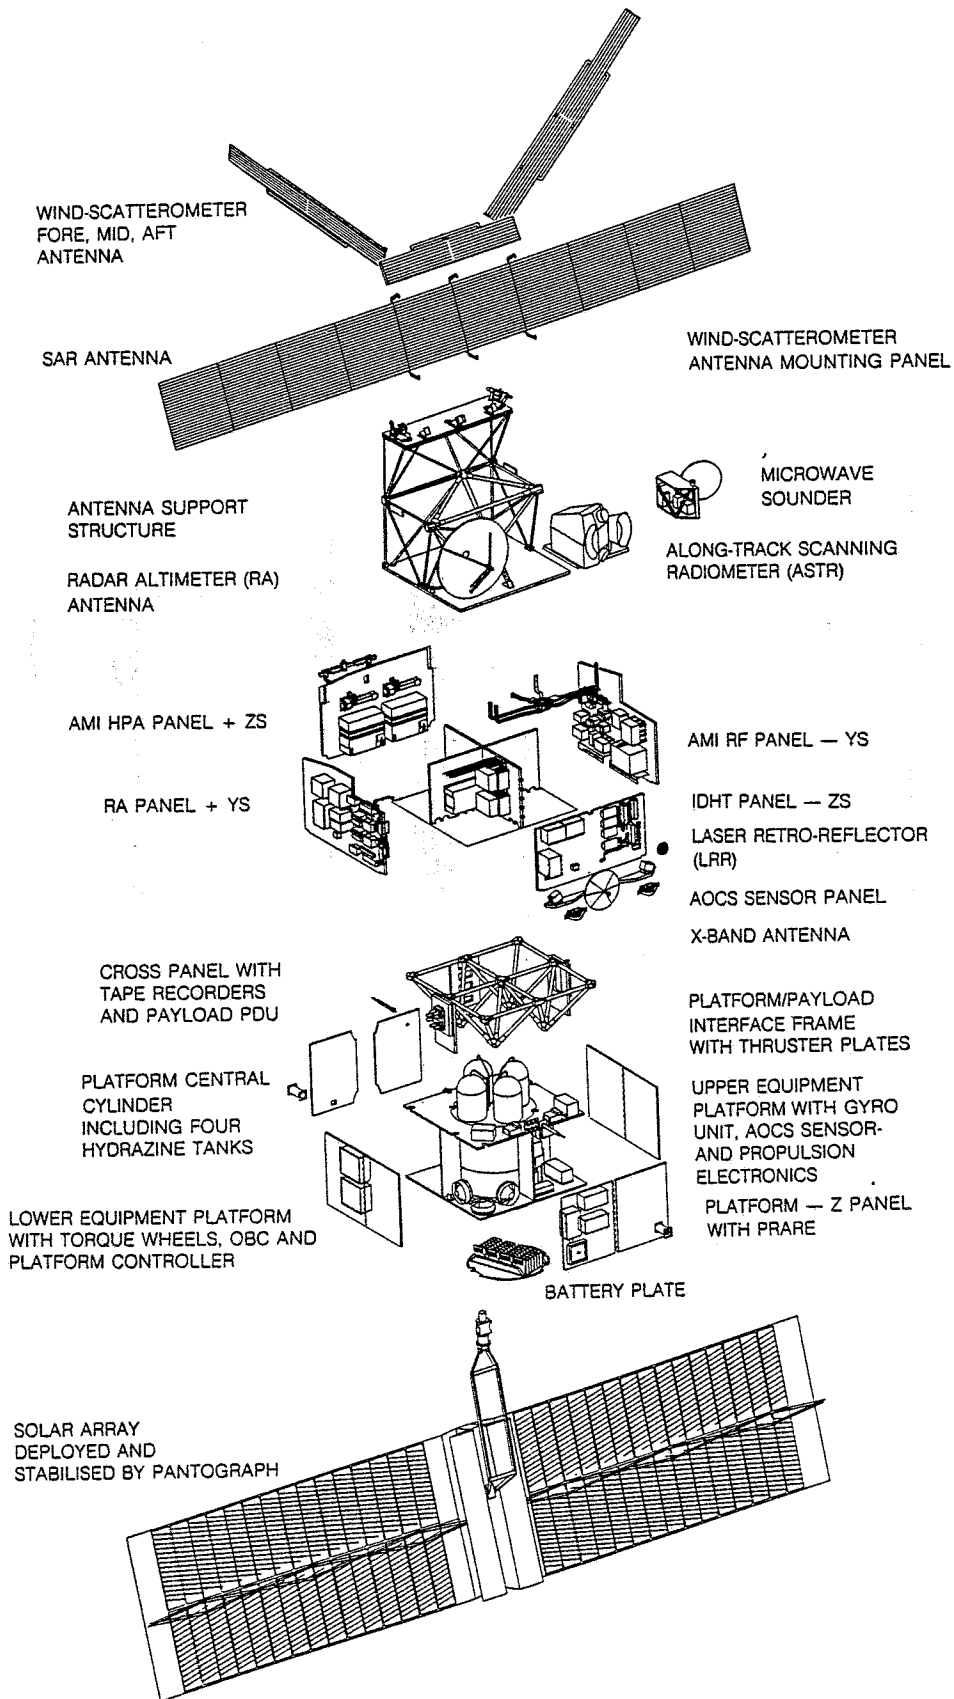 WIND-SCATTEROMETER
FORE, MID, AFT
ANTENNA
SAR ANTENNA
WIND-SCATTEROMETER
ANTENNA MOUNTING PANEL
ANTENNA SUPPORT
STRUCTURE
MICROWAVE
SOUNDER
RADAR ALTIMETER (RA)
ANTENNA
ALONG-TRACK SCANNING
RADIOMETER (ASTR)
AMI HPA PANEL + ZS
AMI RF PANEL — YS
RA PANEL + YS
IDHT PANEL — ZS
LASER RETRO-REFLECTOR
(LRR)
AOCS SENSOR PANEL
X-BAND ANTENNA
CROSS PANEL WITH
TAPE RECORDERS
AND PAYLOAD PDU
PLATFORM/PAYLOAD
INTERFACE FRAME
WITH THRUSTER PLATES
PLATFORM CENTRAL
CYLINDER
INCLUDING FOUR
HYDRAZINE TANKS
UPPER EQUIPMENT
PLATFORM WITH GYRO
UNIT, AOCS SENSOR-
AND PROPULSION
ELECTRONICS
LOWER EQUIPMENT PLATFORM
WITH TORQUE WHEELS, OBC AND
PLATFORM CONTROLLER
PLATFORM — Z PANEL
WITH PRARE
BATTERY PLATE
SOLAR ARRAY
DEPLOYED AND
STABILISED BY PANTOGRAPH